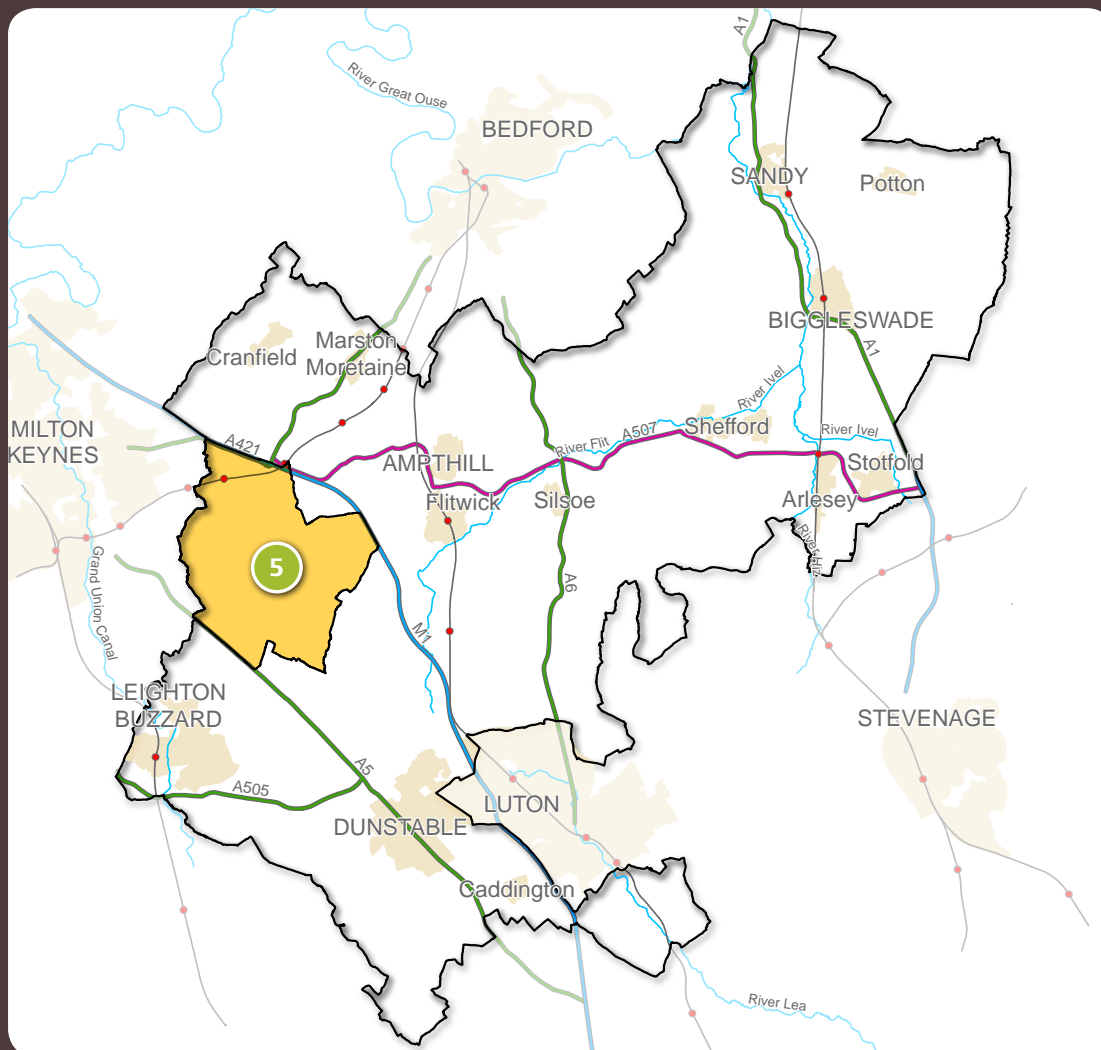 A1
River Great Ouse
BEDFORD
SANDY
Potton
BIGGLESWADE
A1
Marston
Moretaine
Cranfield
River Ivel
MILTON
KEYNES
A421
AMPTHILL
River Flit
A507
Shefford
River Ivel
Stotfold
Flitwick
Silsoe
Arlesey
River Hiz
5
Grand Union Canal
A6
M1
LEIGHTON
BUZZARD
STEVENAGE
A5
A505
LUTON
DUNSTABLE
Caddington
River Lea